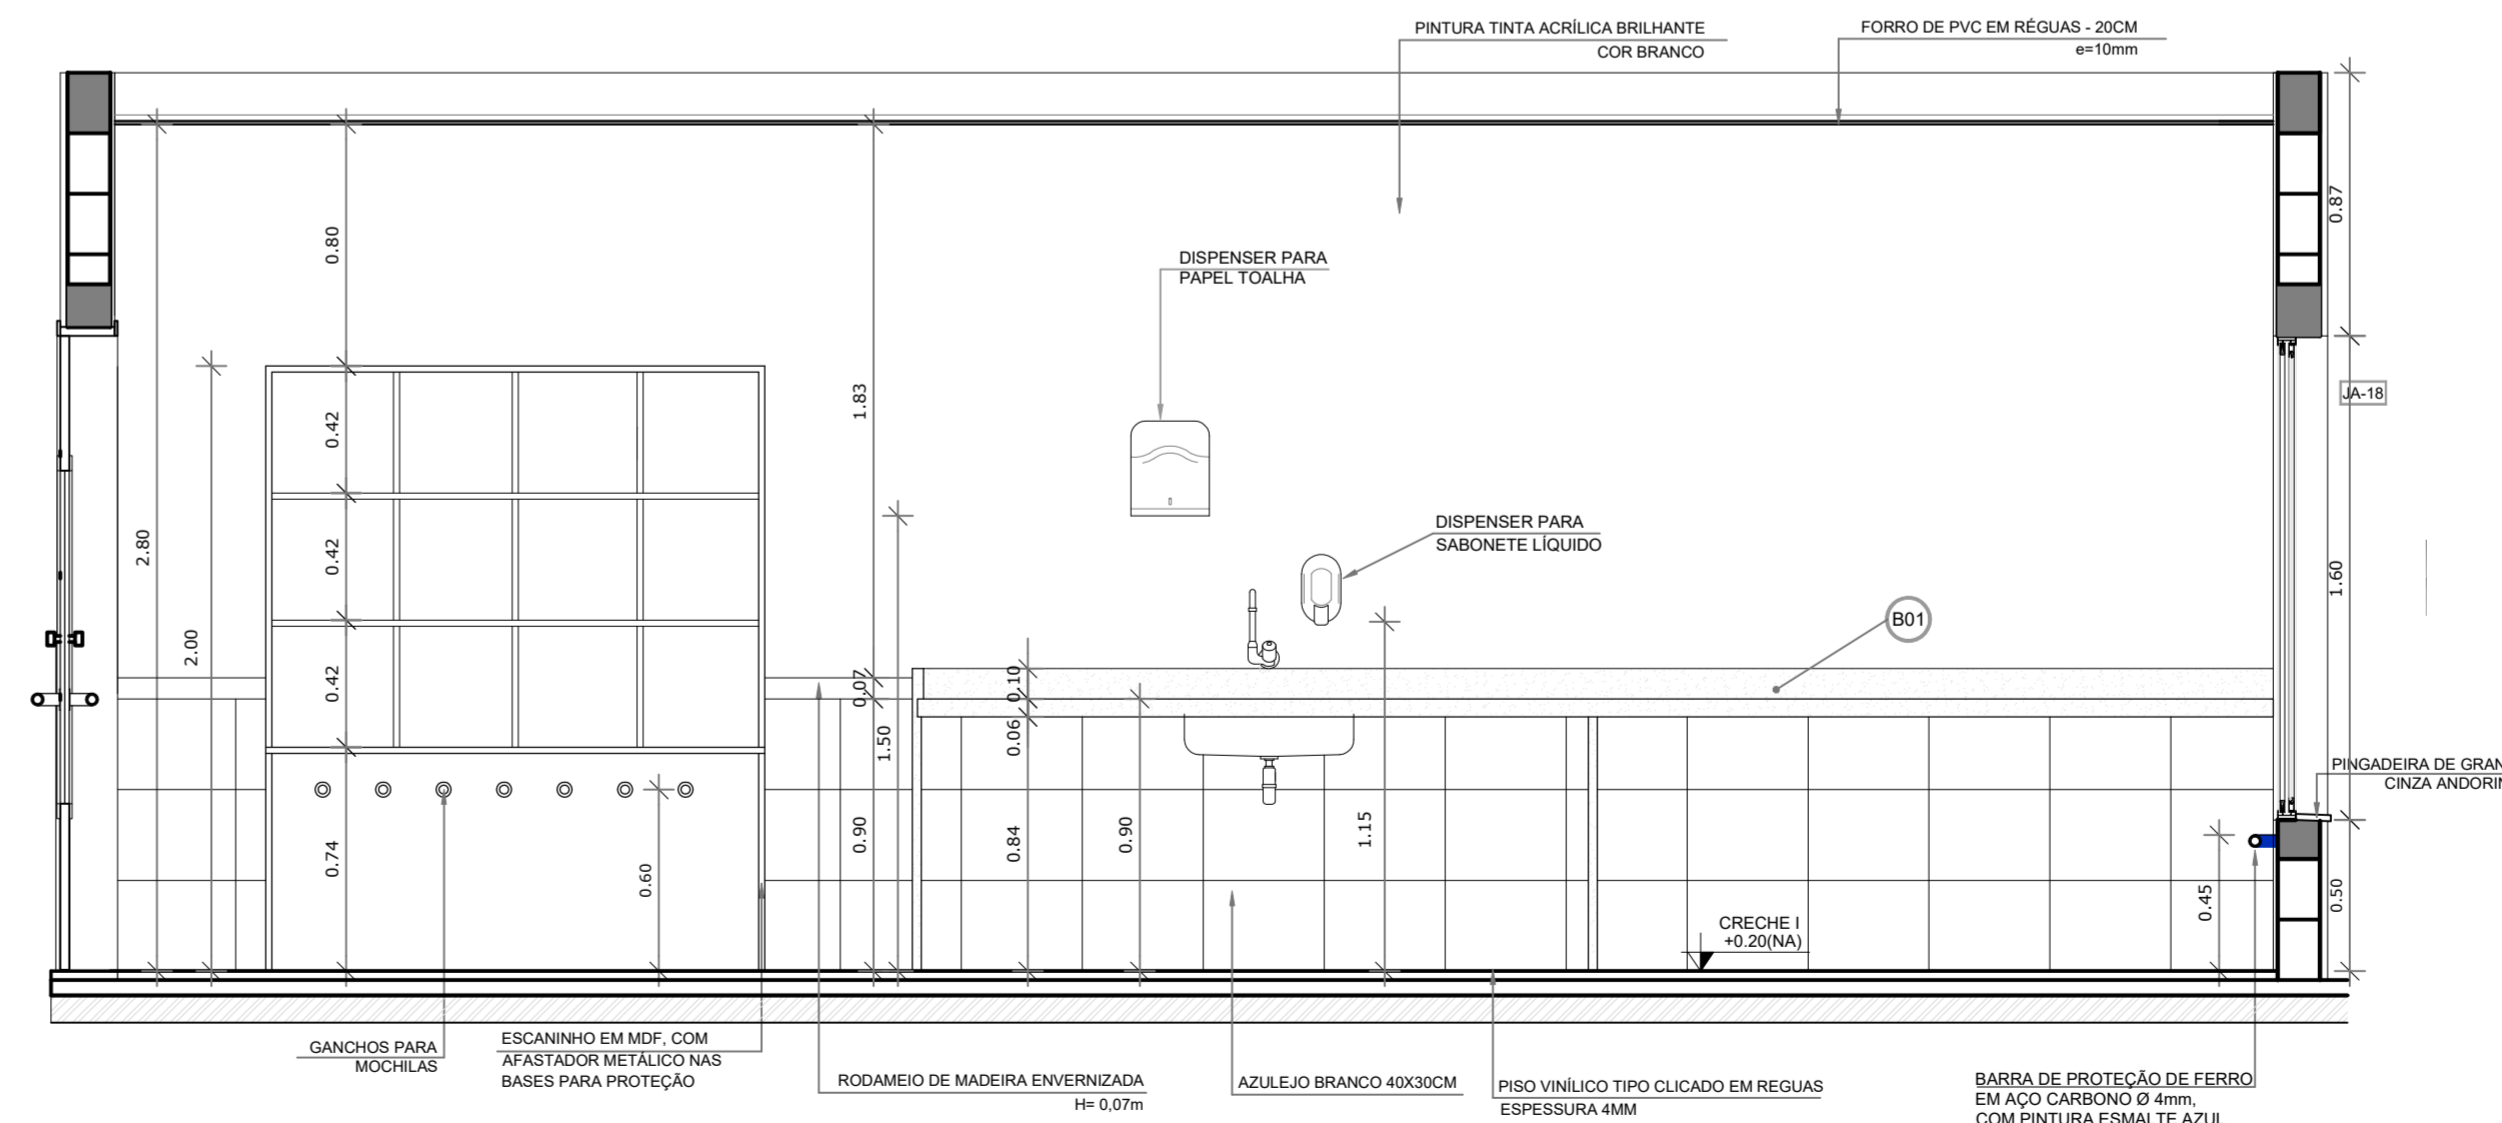 PINTURA TINTA ACRÍLICA BRILHANTE
COR BRANCO
FORRO DE PVC EM RÉGUAS - 20CM
e=10mm
0.87
0.80
DISPENSER PARA
PAPEL TOALHA
JA-18
1.83
0.42
2.80
0.42
DISPENSER PARA
SABONETE LÍQUIDO
1.60
B01
2.00
0.42
0.07
0.10
0.06
1.50
PINGADEIRA DE GRAN
CINZA ANDORIN
0.74
0.60
0.90
0.84
0.90
1.15
0.45
0.50
CRECHE I
+0.20(NA)
GANCHOS PARA
MOCHILAS
ESCANINHO EM MDF, COM
AFASTADOR METÁLICO NAS
BASES PARA PROTEÇÃO
RODAMEIO DE MADEIRA ENVERNIZADA
H= 0,07m
AZULEJO BRANCO 40X30CM
PISO VINÍLICO TIPO CLICADO EM REGUAS
ESPESSURA 4MM
BARRA DE PROTEÇÃO DE FERRO
EM AÇO CARBONO Ø 4mm,
COM PINTURA ESMALTE AZUL